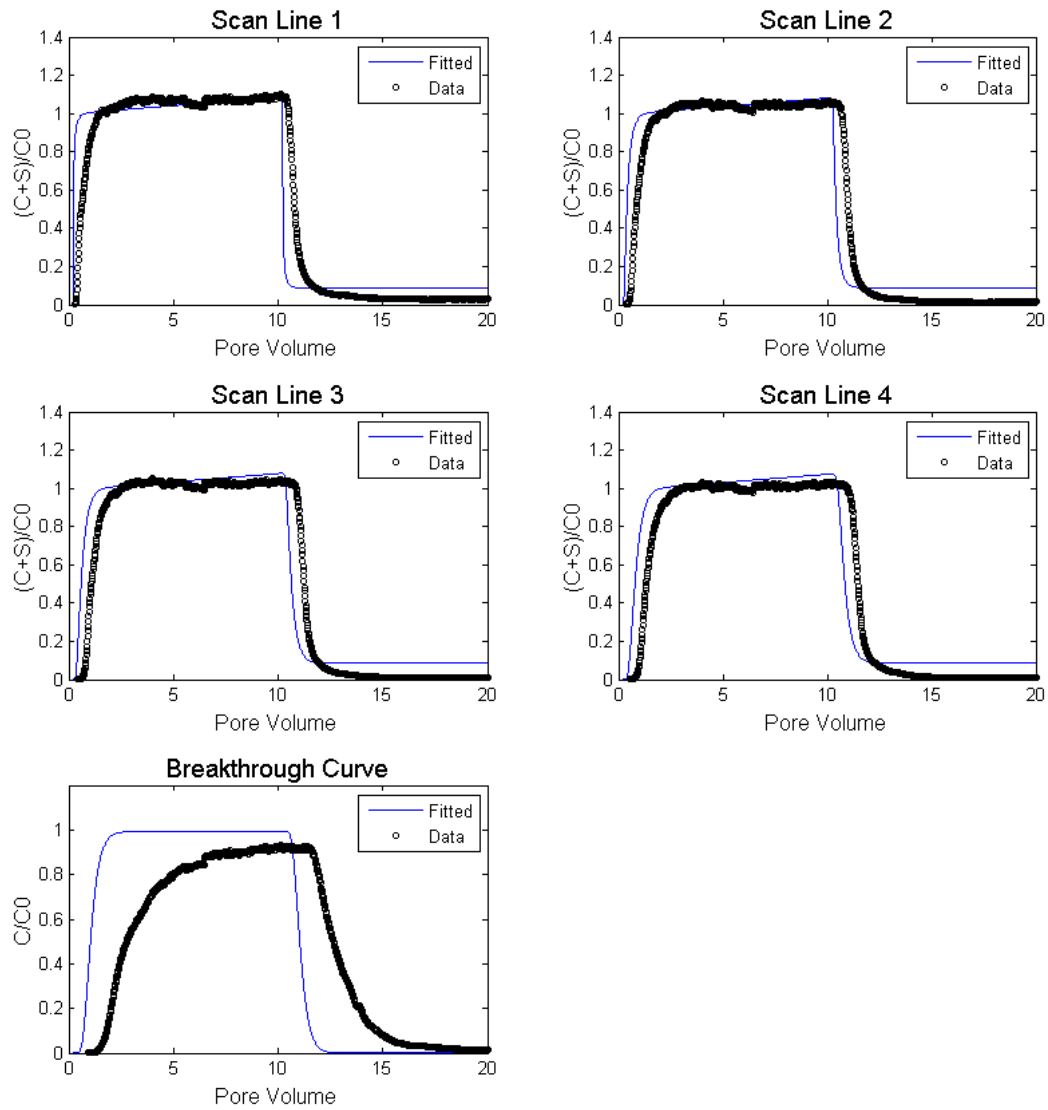 Scan Line 1
1.4
1.2
1
0.8
0.6
0.4
0.2
0
(C+S)/C0
Fitted
Data
0 5 10 15 20
Pore Volume
Scan Line 2
1.4
1.2
1
0.8
0.6
0.4
0.2
0
(C+S)/C0
Fitted
Data
0 5 10 15 20
Pore Volume
Scan Line 3
1.4
1.2
1
0.8
0.6
0.4
0.2
0
(C+S)/C0
Fitted
Data
0 5 10 15 20
Pore Volume
Scan Line 4
1.4
1.2
1
0.8
0.6
0.4
0.2
0
(C+S)/C0
Fitted
Data
0 5 10 15 20
Pore Volume
Breakthrough Curve
1
0.8
0.6
0.4
0.2
0
C/C0
Fitted
Data
0 5 10 15 20
Pore Volume